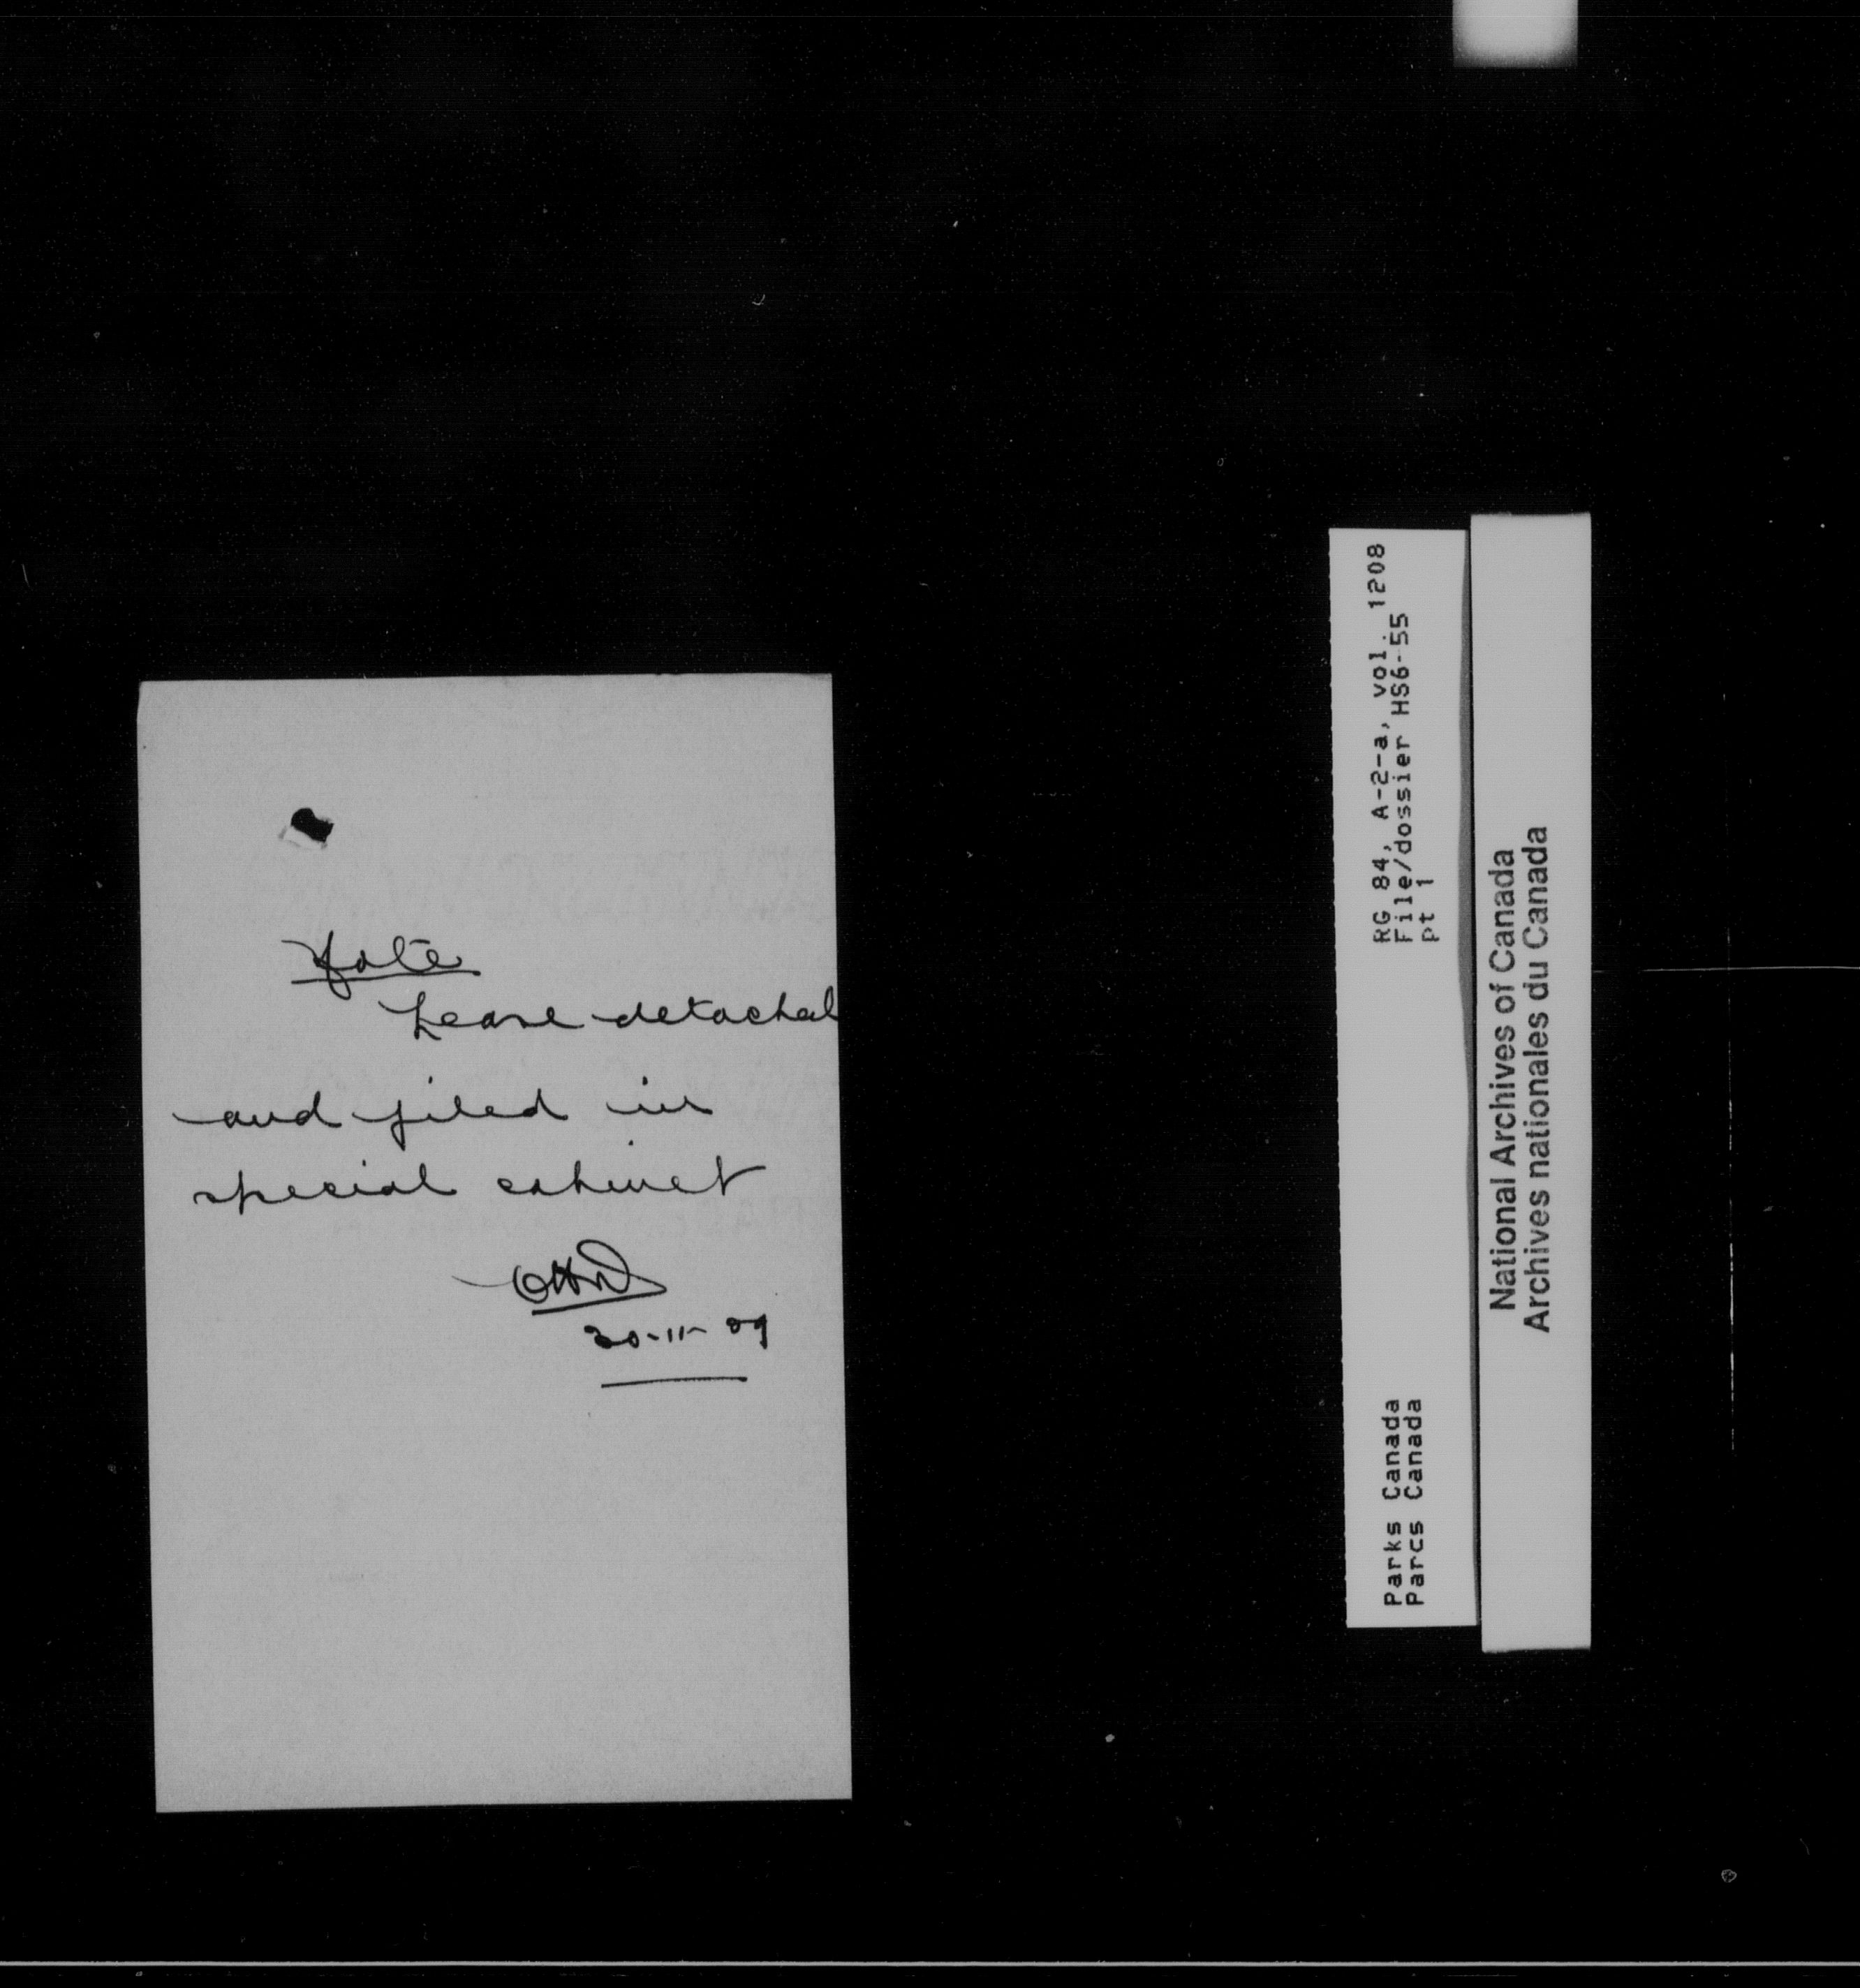 Note
Lease detached
and filed in
special cabinet
30-11-09
RG 84, A-2-a, vol. 1208
File/dossier HS6-55
pt 1
Parks Canada
Parcs Canada
National Archives of Canada
Archives nationales du Canada